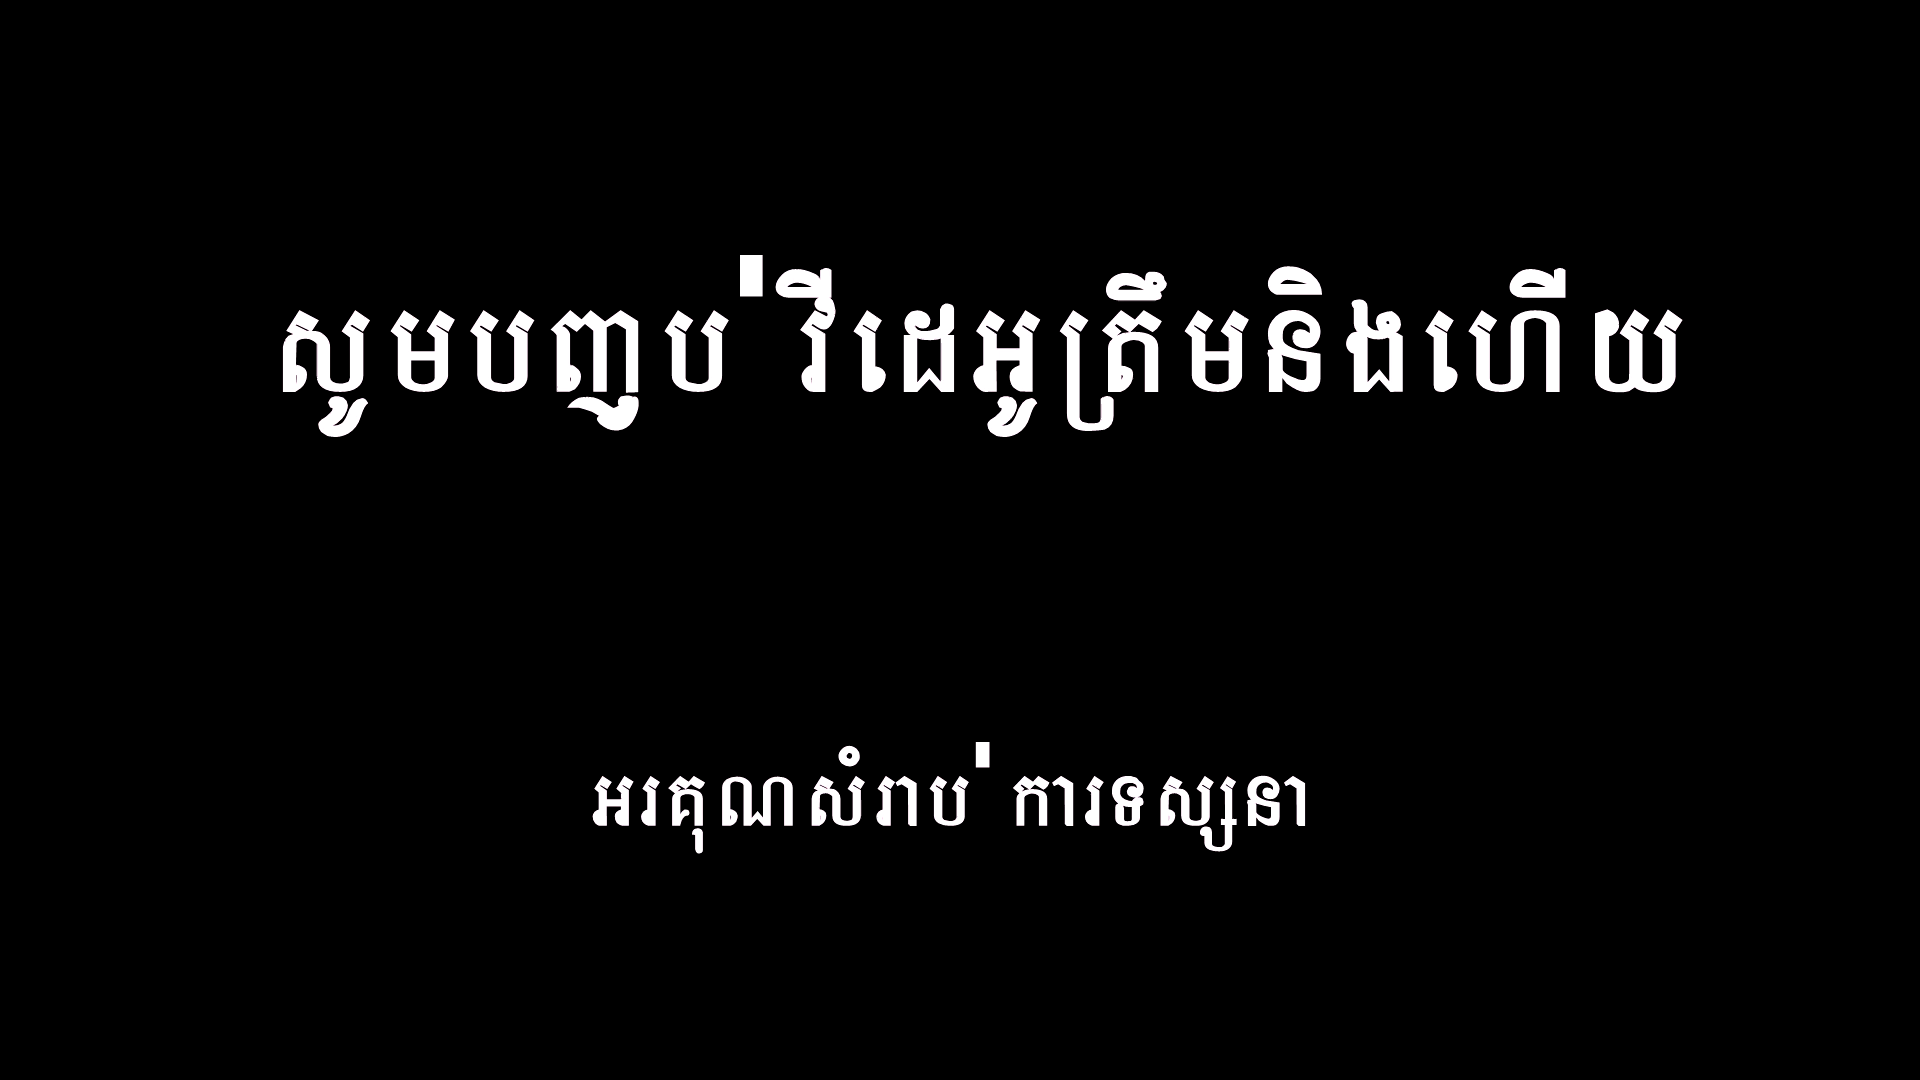 សូមបញ្ចប់វីដេអូត្រឹមនិងហើយ
អរគុណសំរាប់ការទស្សនា